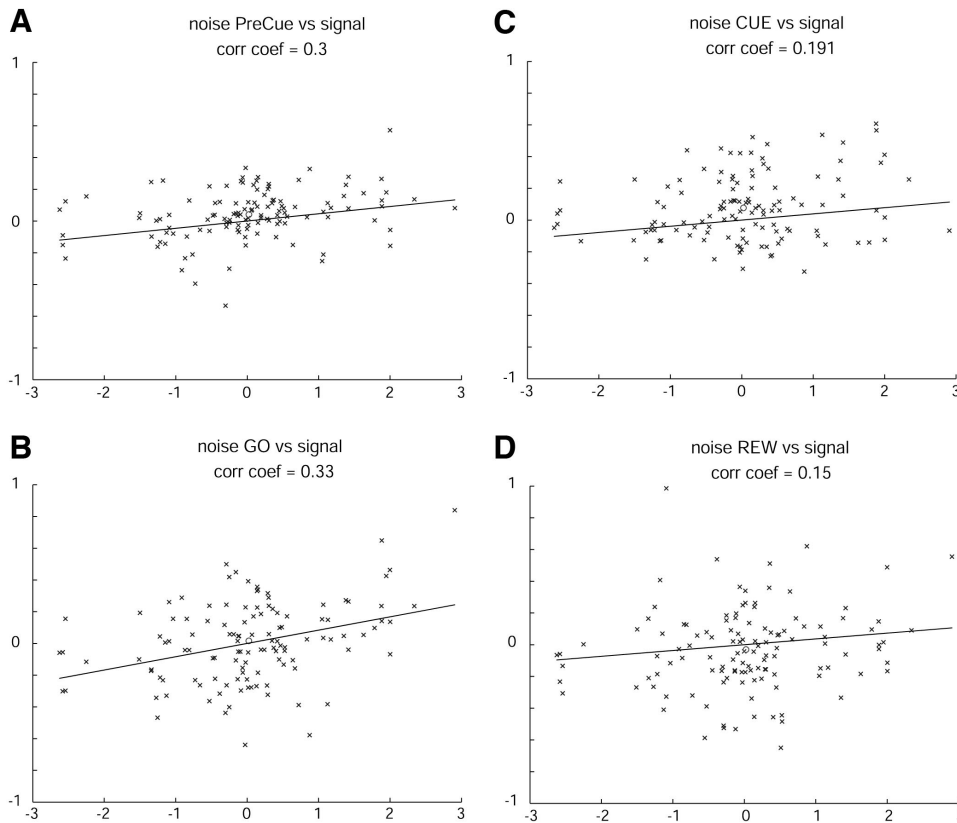 A
noise PreCue vs signal
corr coef = 0.3
1
0
-1
-3 -2 -1 0 1 2 3
C
noise CUE vs signal
corr coef = 0.191
1
0
-1
-3 -2 -1 0 1 2 3
B
noise GO vs signal
corr coef = 0.33
1
0
-1
-3 -2 -1 0 1 2 3
D
noise REW vs signal
corr coef = 0.15
1
0
-1
-3 -2 -1 0 1 2 3